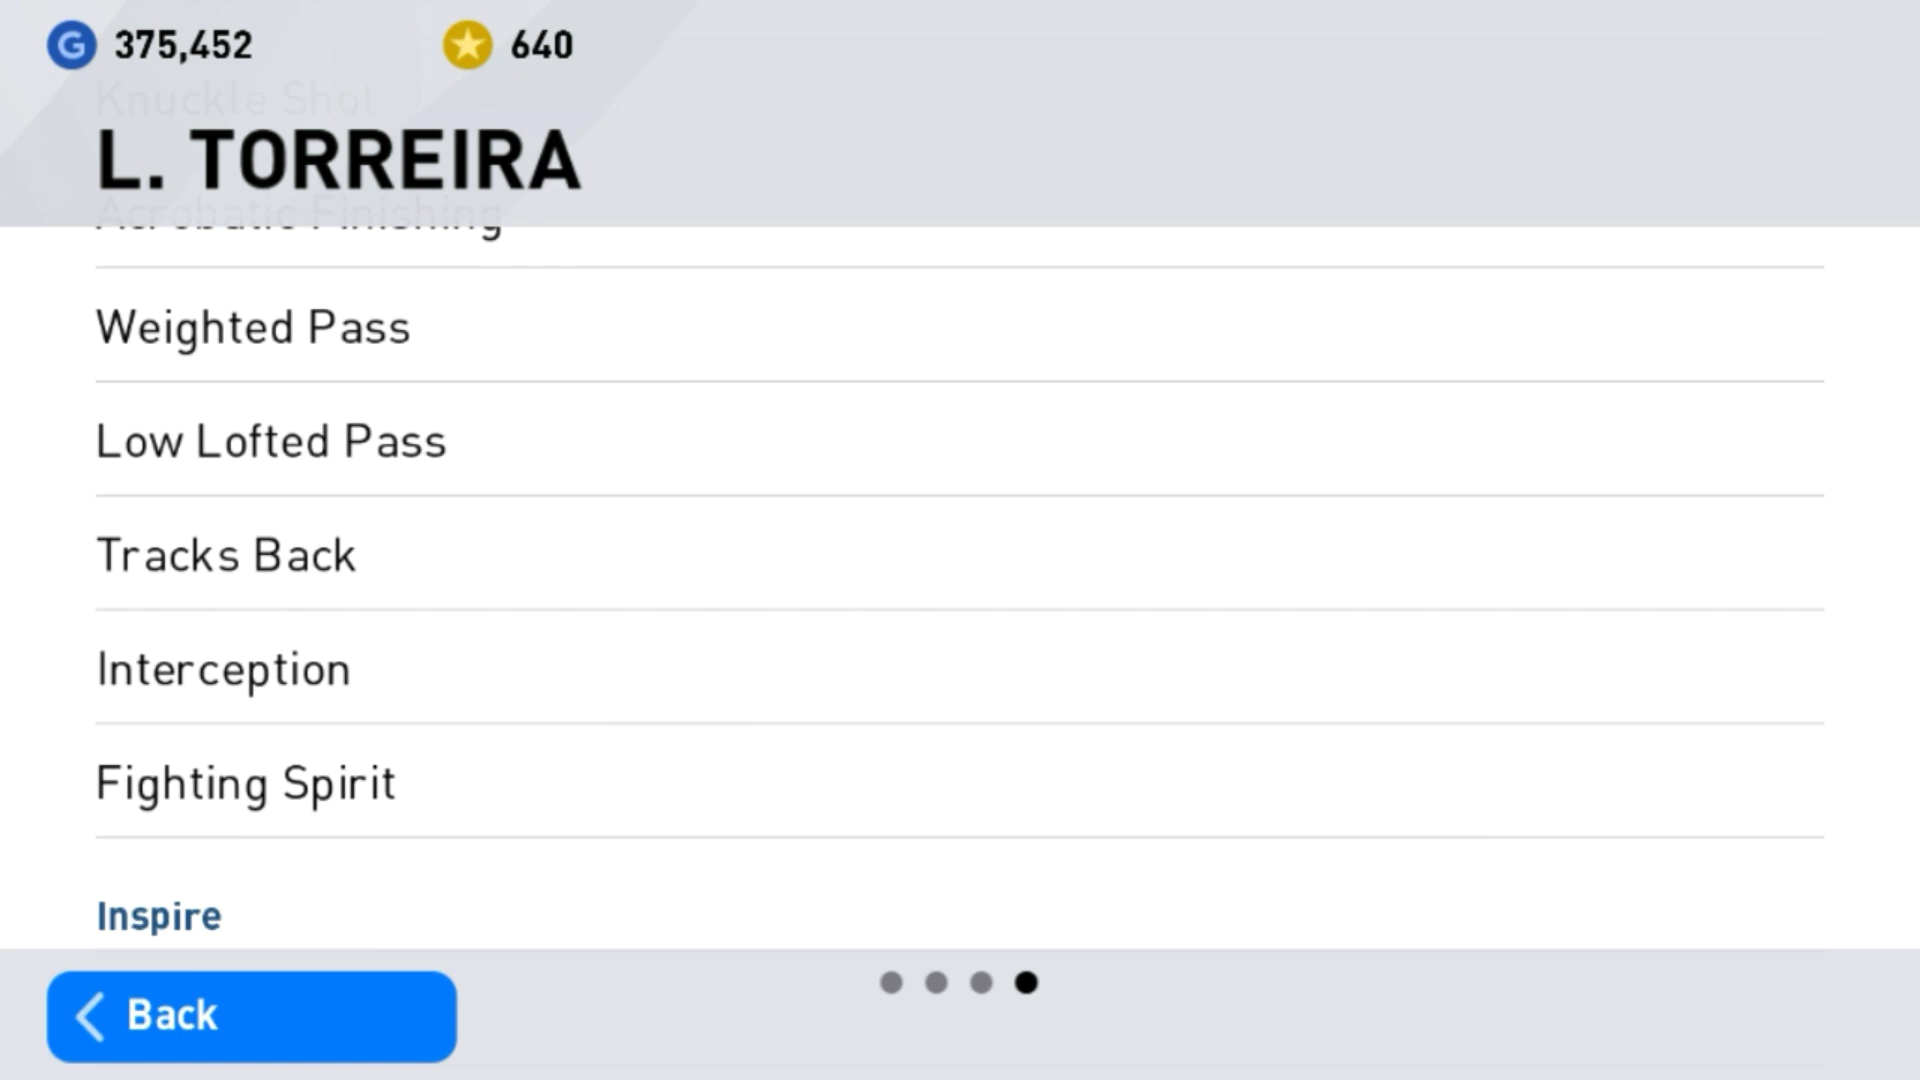 G 375,452 640
Knuckle Shot
L. TORREIRA
Acrobatic Finishing
Weighted Pass
Low Lofted Pass
Tracks Back
Interception
Fighting Spirit
Inspire
Back